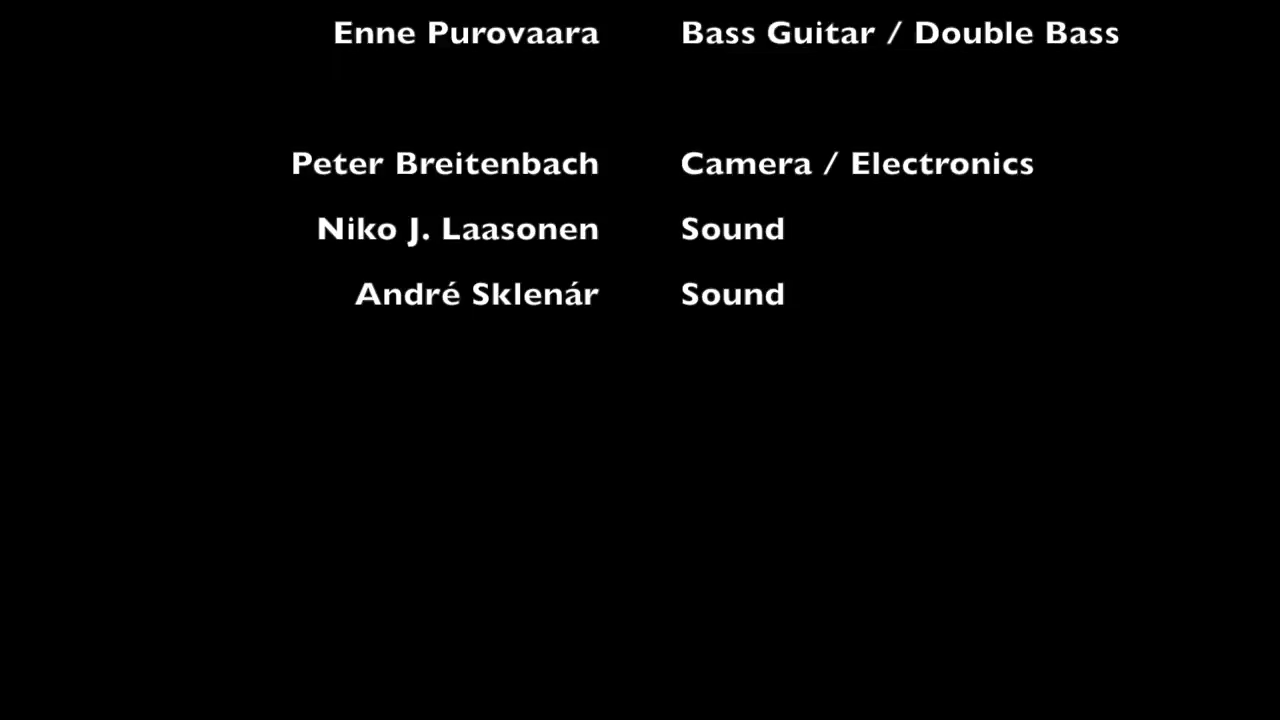 Enne Purovaara Bass Guitar / Double Bass
Peter Breitenbach Camera / Electronics
Niko J. Laasonen Sound
André Sklenár Sound